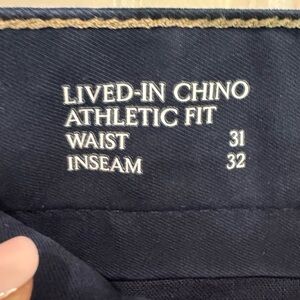 LIVED-IN CHINO
ATHLETIC FIT
WAIST 31
INSEAM 32